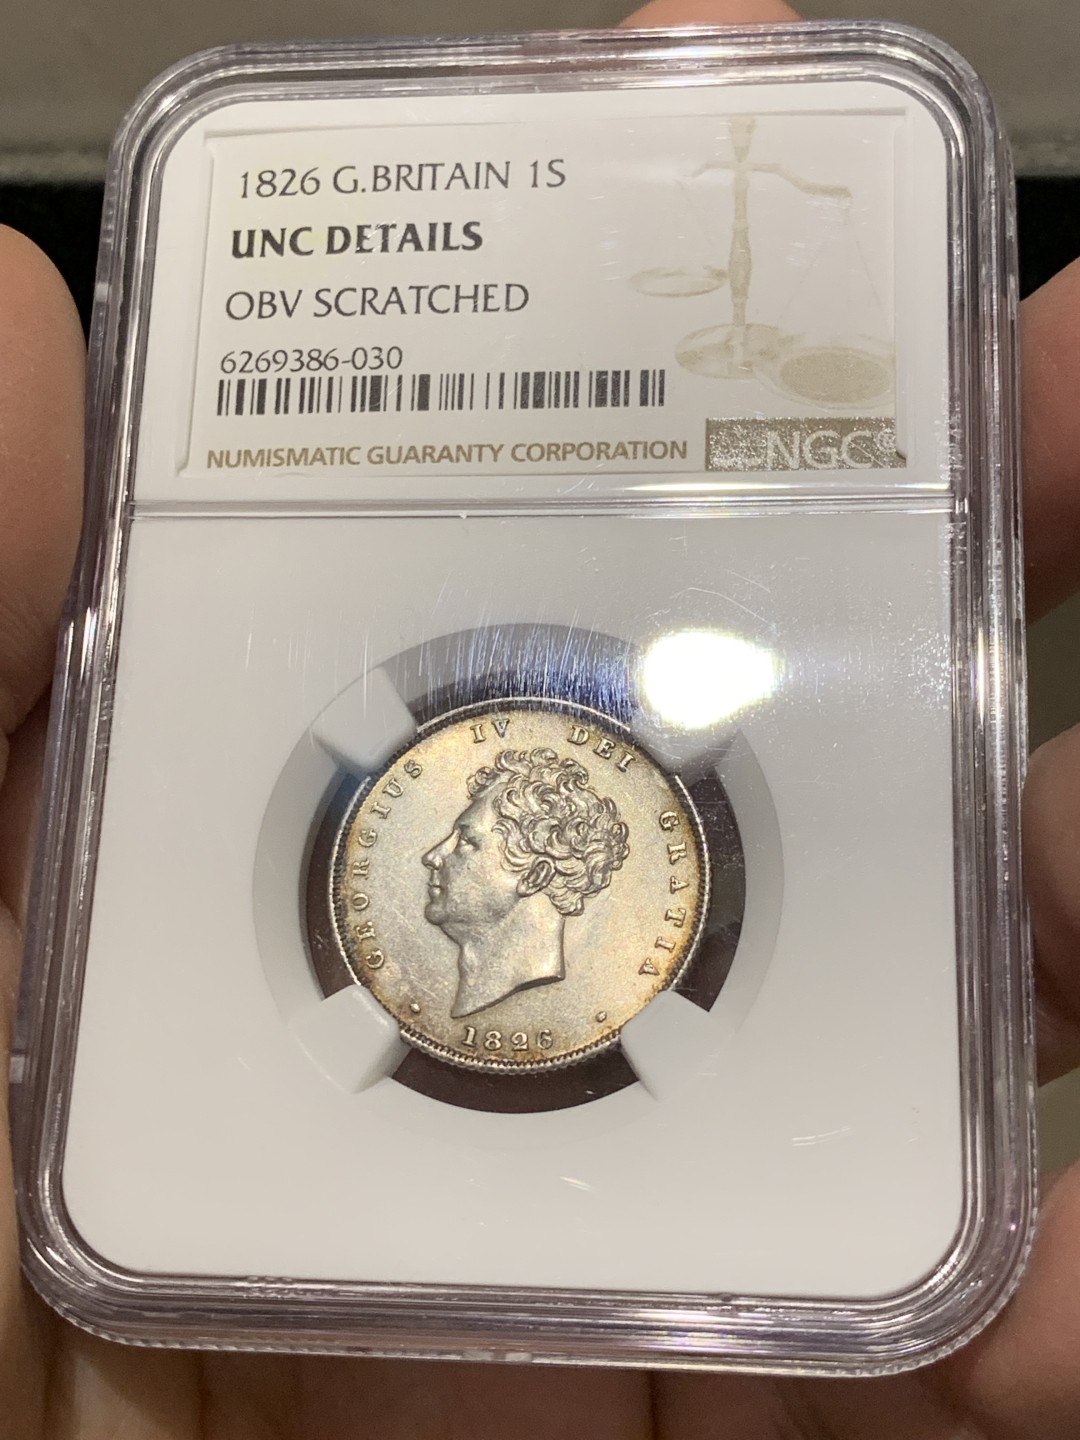 1826 G.BRITAIN 1S
UNC DETAILS
OBV SCRATCHED
6269386-030
NUMISMATIC GUARANTY CORPORATION
NGC®
GEORGIUS IV DEI GRATIA
1826